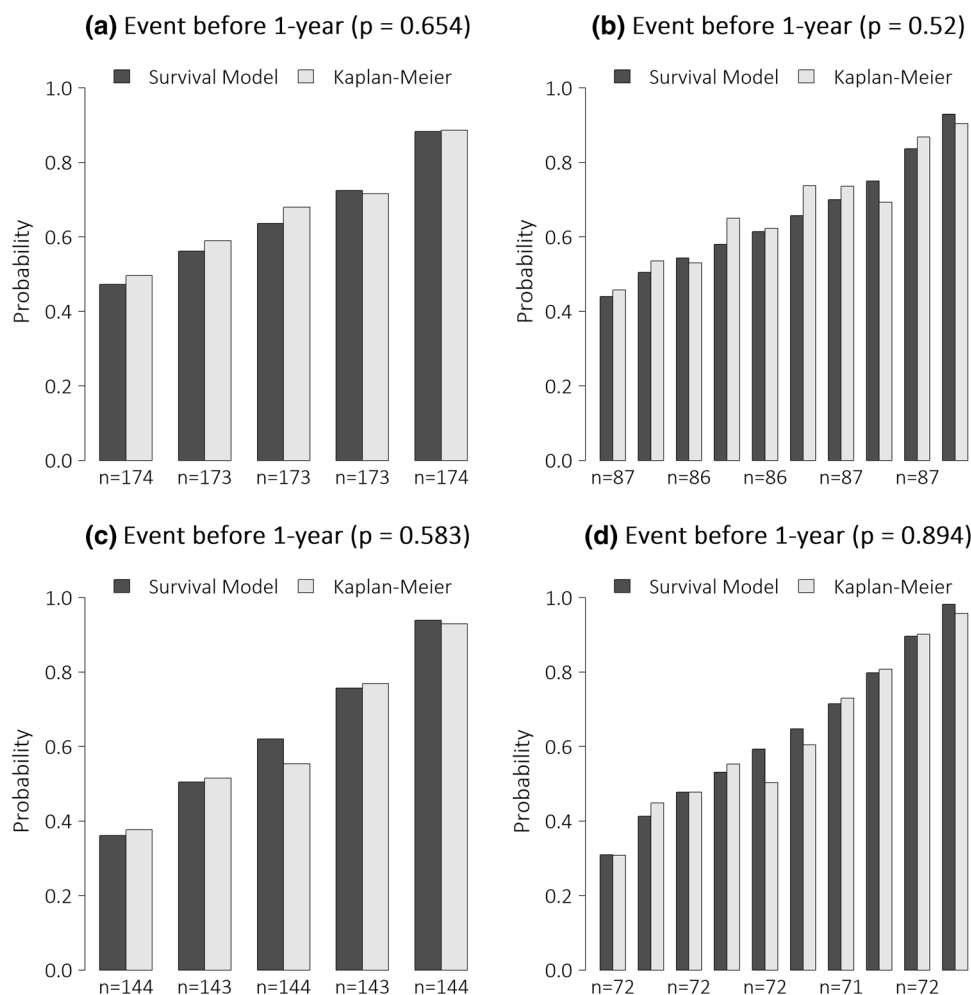 (a) Event before 1-year (p = 0.654)
Survival Model Kaplan-Meier
1.0
0.8
0.6
0.4
0.2
0.0
Probability
n=174 n=173 n=173 n=173 n=174
(b) Event before 1-year (p = 0.52)
Survival Model Kaplan-Meier
1.0
0.8
0.6
0.4
0.2
0.0
Probability
n=87 n=86 n=86 n=87 n=87
(c) Event before 1-year (p = 0.583)
Survival Model Kaplan-Meier
1.0
0.8
0.6
0.4
0.2
0.0
Probability
n=144 n=143 n=144 n=143 n=144
(d) Event before 1-year (p = 0.894)
Survival Model Kaplan-Meier
1.0
0.8
0.6
0.4
0.2
0.0
Probability
n=72 n=72 n=72 n=71 n=72